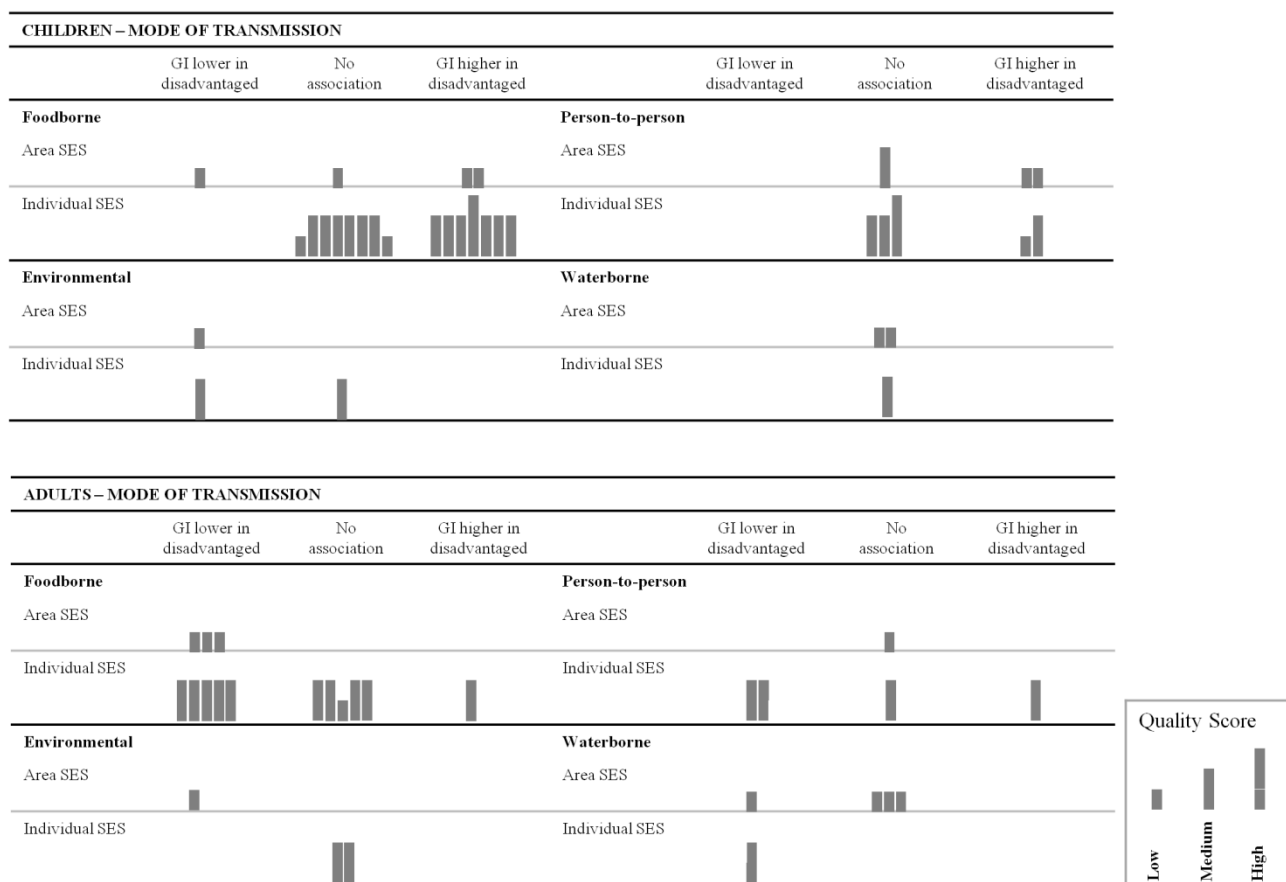 CHILDREN – MODE OF TRANSMISSION
GI lower in disadvantaged No association GI higher in disadvantaged GI lower in disadvantaged No association GI higher in disadvantaged
Foodborne Person-to-person
Area SES Area SES
Individual SES Individual SES
Environmental Waterborne
Area SES Area SES
Individual SES Individual SES
ADULTS – MODE OF TRANSMISSION
GI lower in disadvantaged No association GI higher in disadvantaged GI lower in disadvantaged No association GI higher in disadvantaged
Foodborne Person-to-person
Area SES Area SES
Individual SES Individual SES
Environmental Waterborne
Area SES Area SES
Individual SES Individual SES
Quality Score
Low Medium High